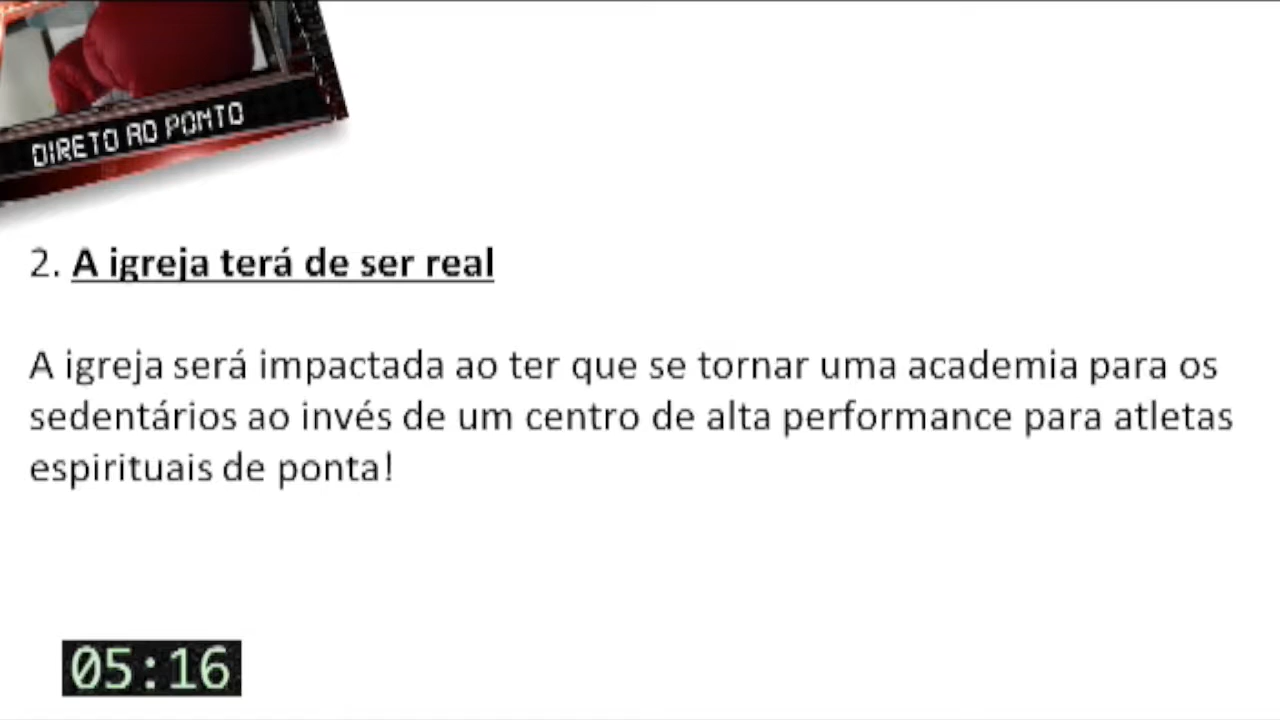 DIRETO AO PONTO
2. A igreja terá de ser real
A igreja será impactada ao ter que se tornar uma academia para os
sedentários ao invés de um centro de alta performance para atletas
espirituais de ponta!
05:16